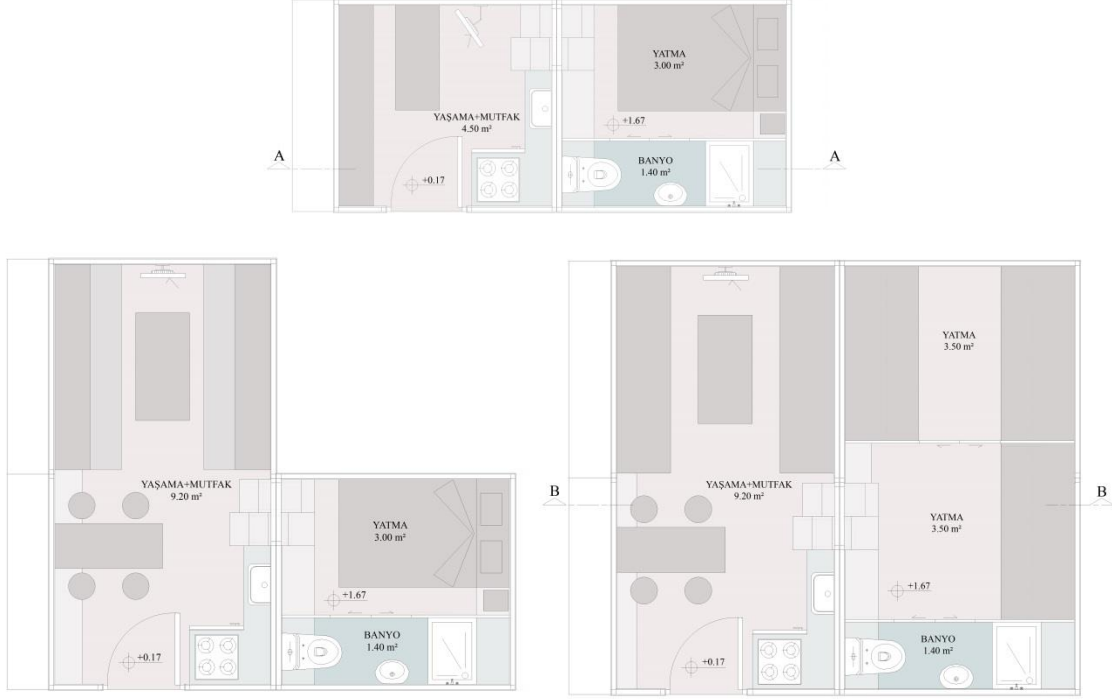 YATMA
3.00 m²
YAŞAMA+MUTFAK
4.50 m²
+1.67
A
A
BANYO
1.40 m²
+0.17
YAŞAMA+MUTFAK
9.20 m²
YATMA
3.00 m²
+1.67
BANYO
1.40 m²
+0.17
YATMA
3.50 m²
YAŞAMA+MUTFAK
9.20 m²
B
B
YATMA
3.50 m²
+1.67
BANYO
1.40 m²
+0.17